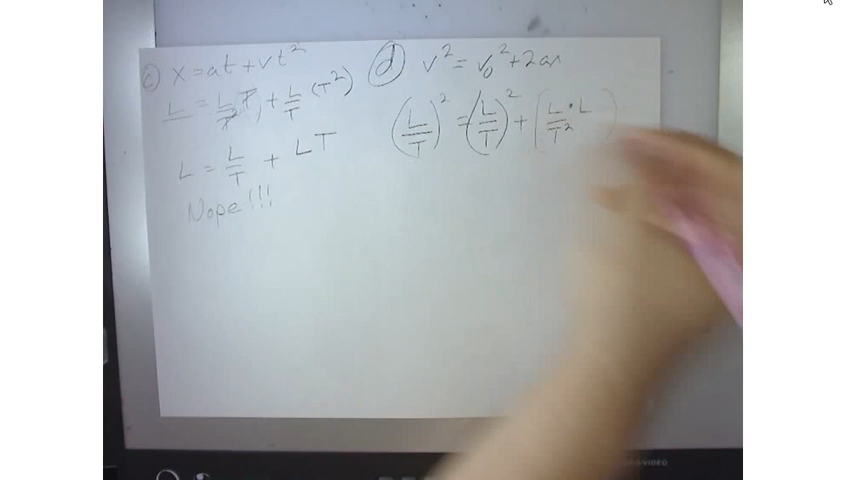 c) x = at + vt²
L = L/T² T, + L/T (T²)
L = L/T + LT
Nope!!!
d) v² = v₀² + 2ax
(L/T)² = (L/T)² + (L/T² · L)